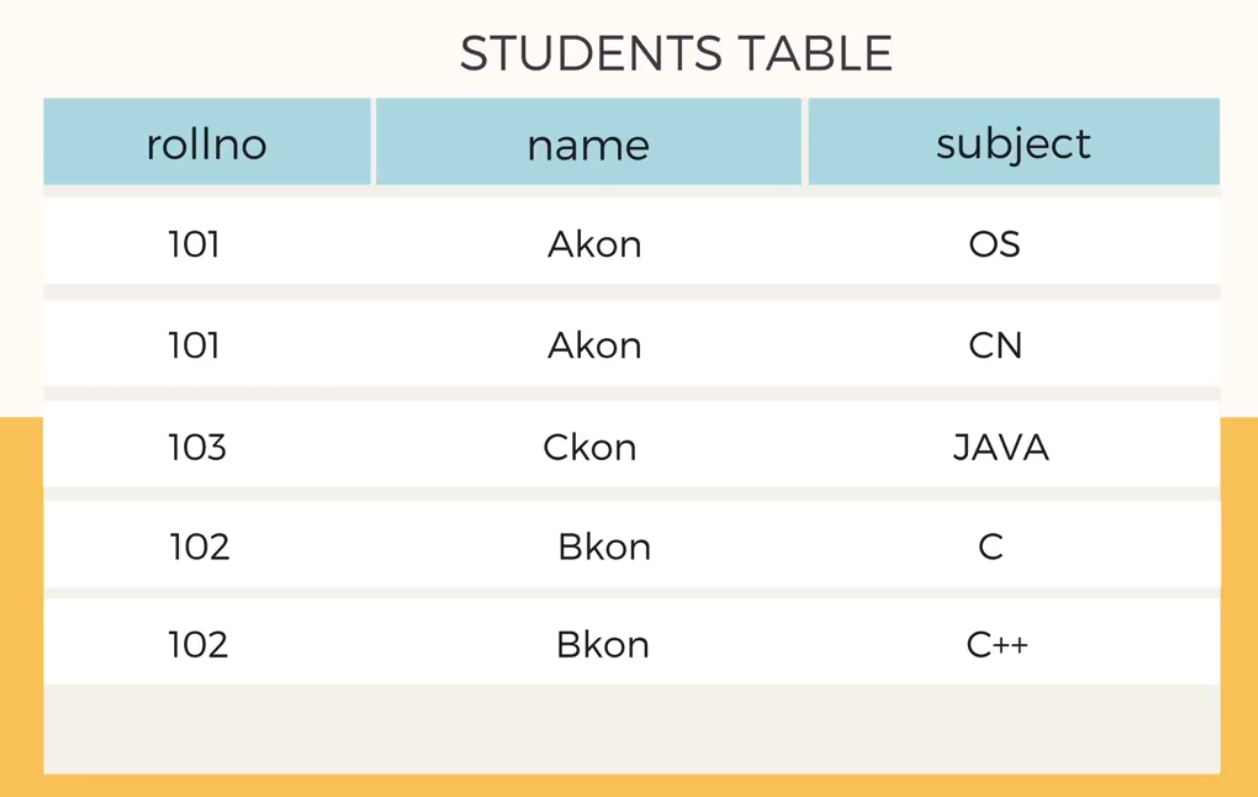 STUDENTS TABLE
rollno name subject
101 Akon OS
101 Akon CN
103 Ckon JAVA
102 Bkon C
102 Bkon C++